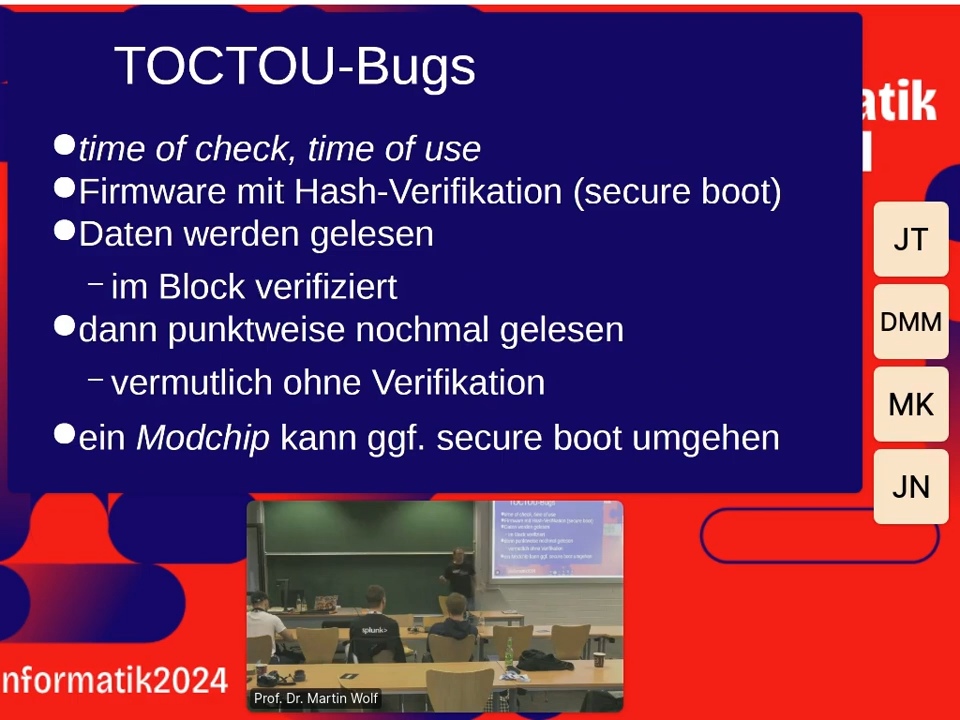 TOCTOU-Bugs
time of check, time of use
Firmware mit Hash-Verifikation (secure boot)
Daten werden gelesen
– im Block verifiziert
dann punktweise nochmal gelesen
– vermutlich ohne Verifikation
ein Modchip kann ggf. secure boot umgehen
atik
JT
DMM
MK
JN
splunk>
Prof. Dr. Martin Wolf
nformatik2024